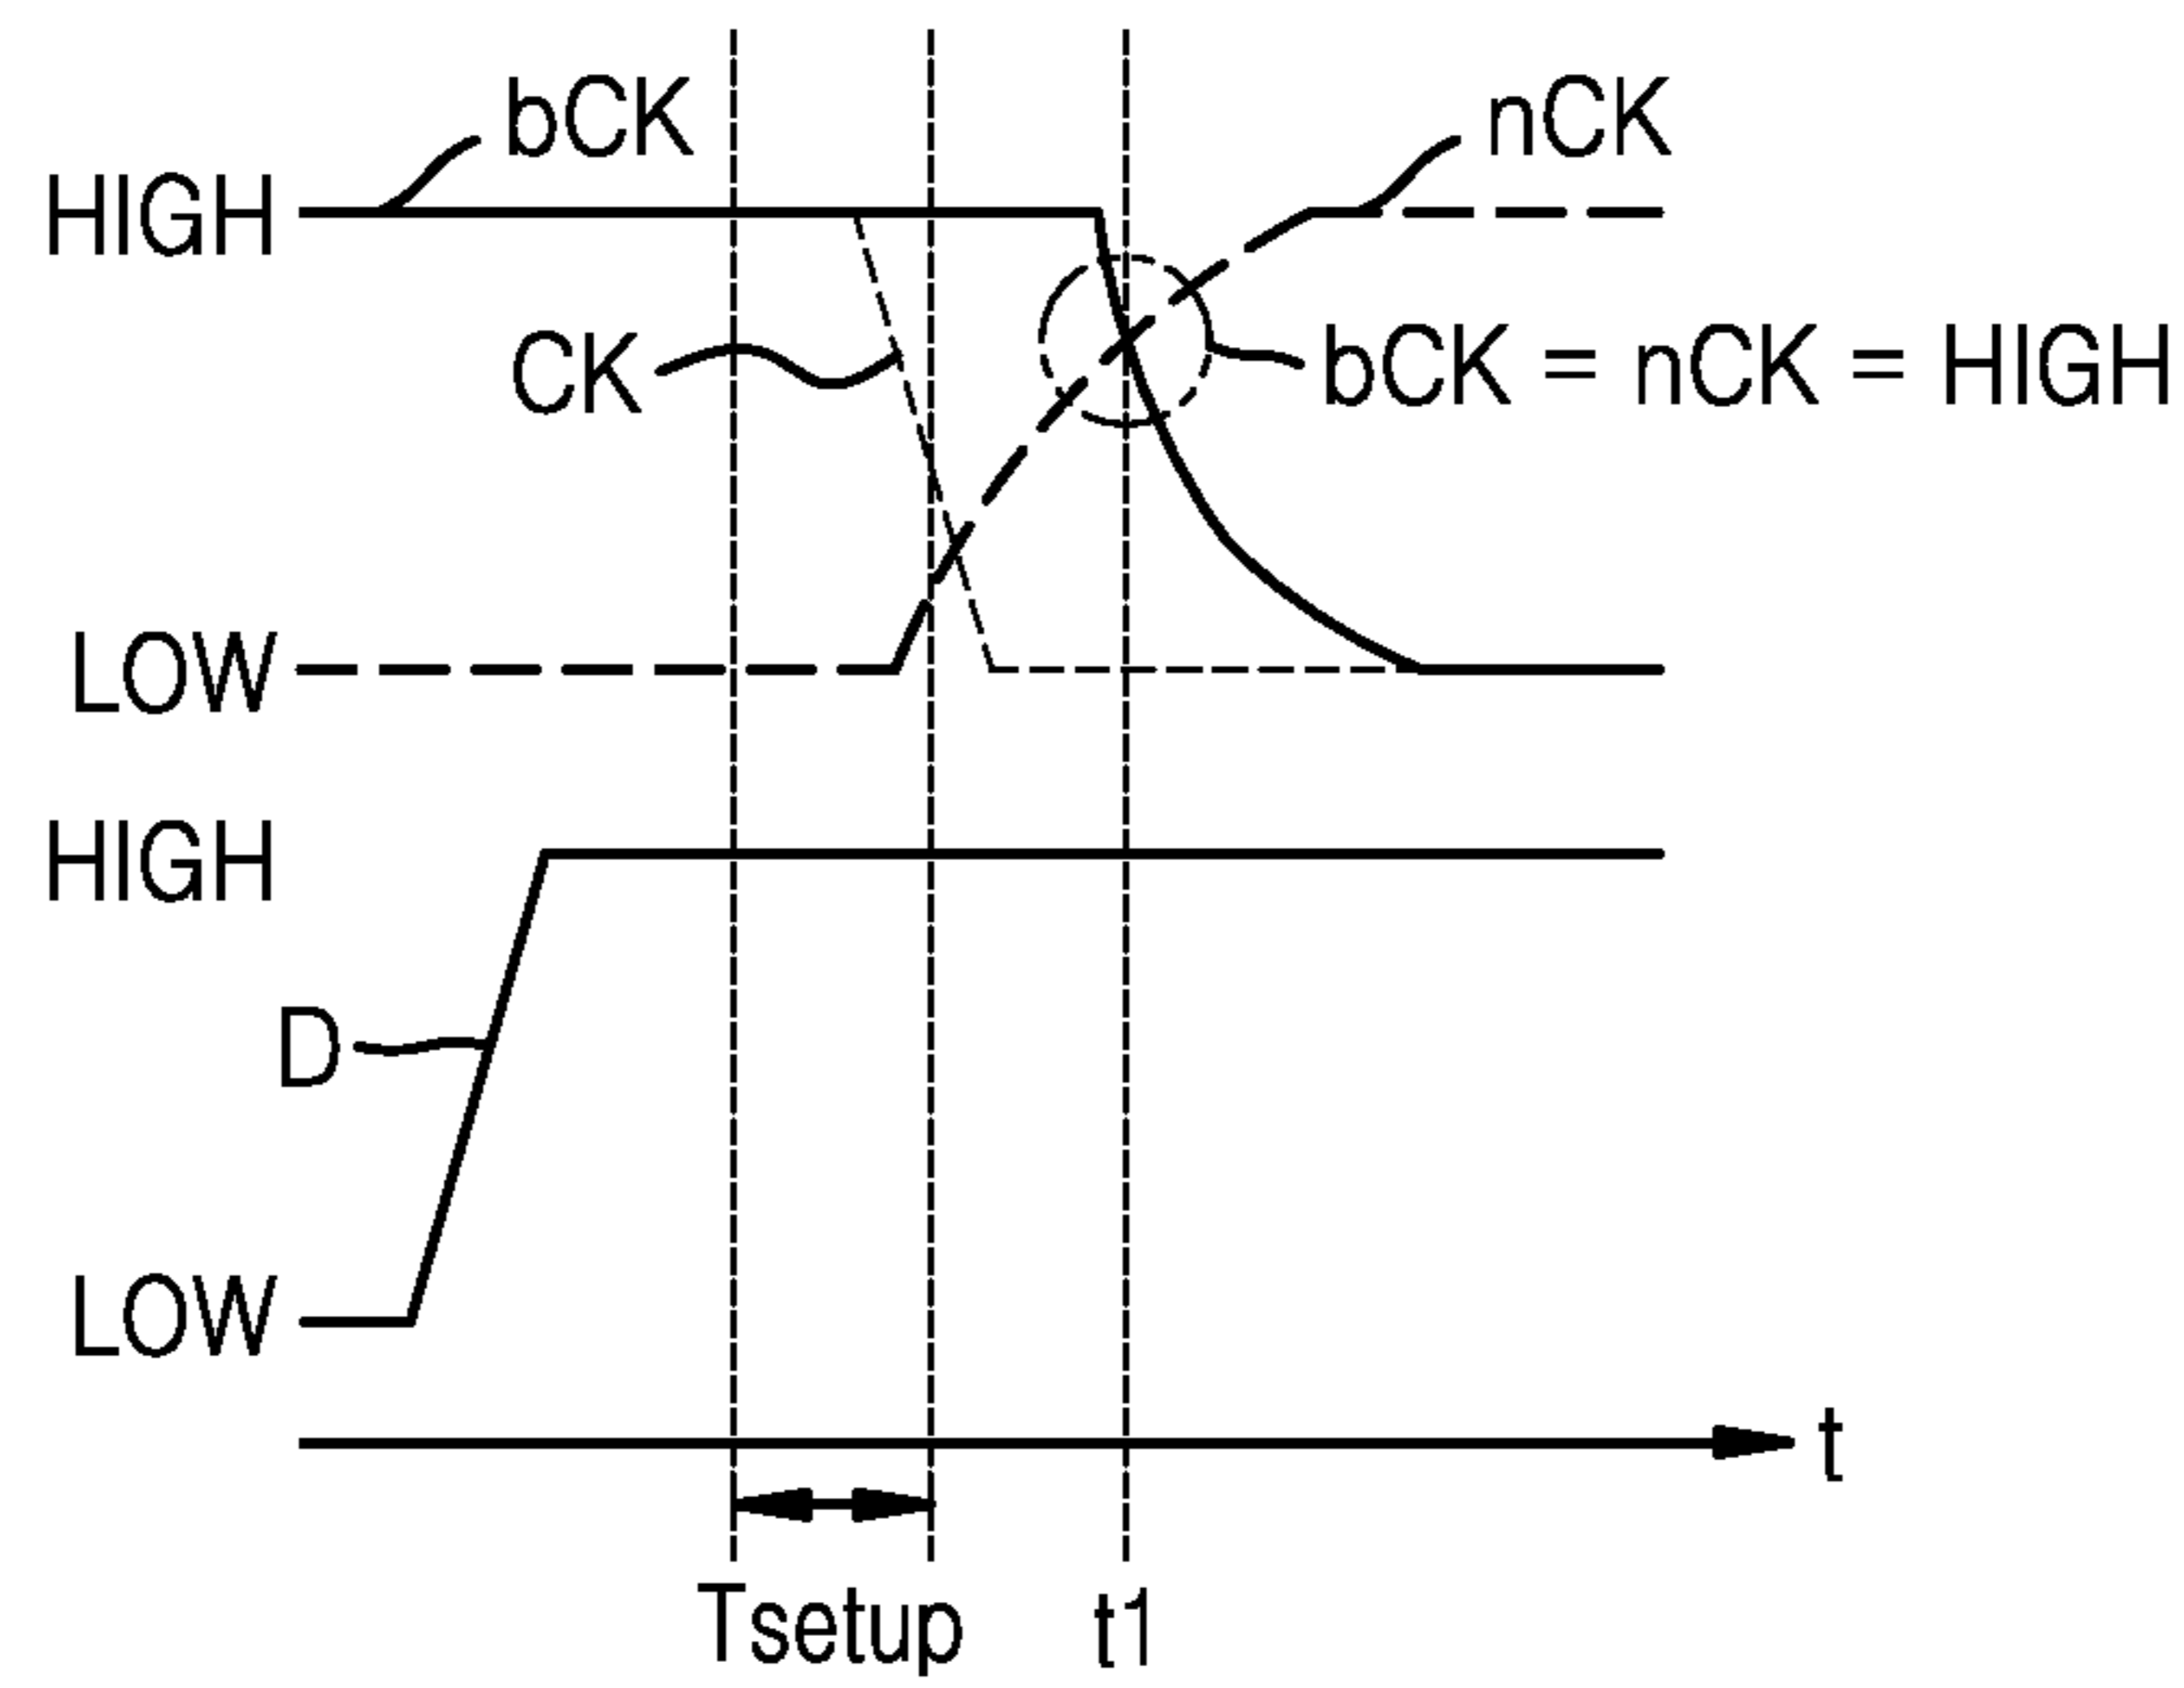 bCK
nCK
HIGH
CK
bCK = nCK = HIGH
LOW
HIGH
D
LOW
t
Tsetup
t1